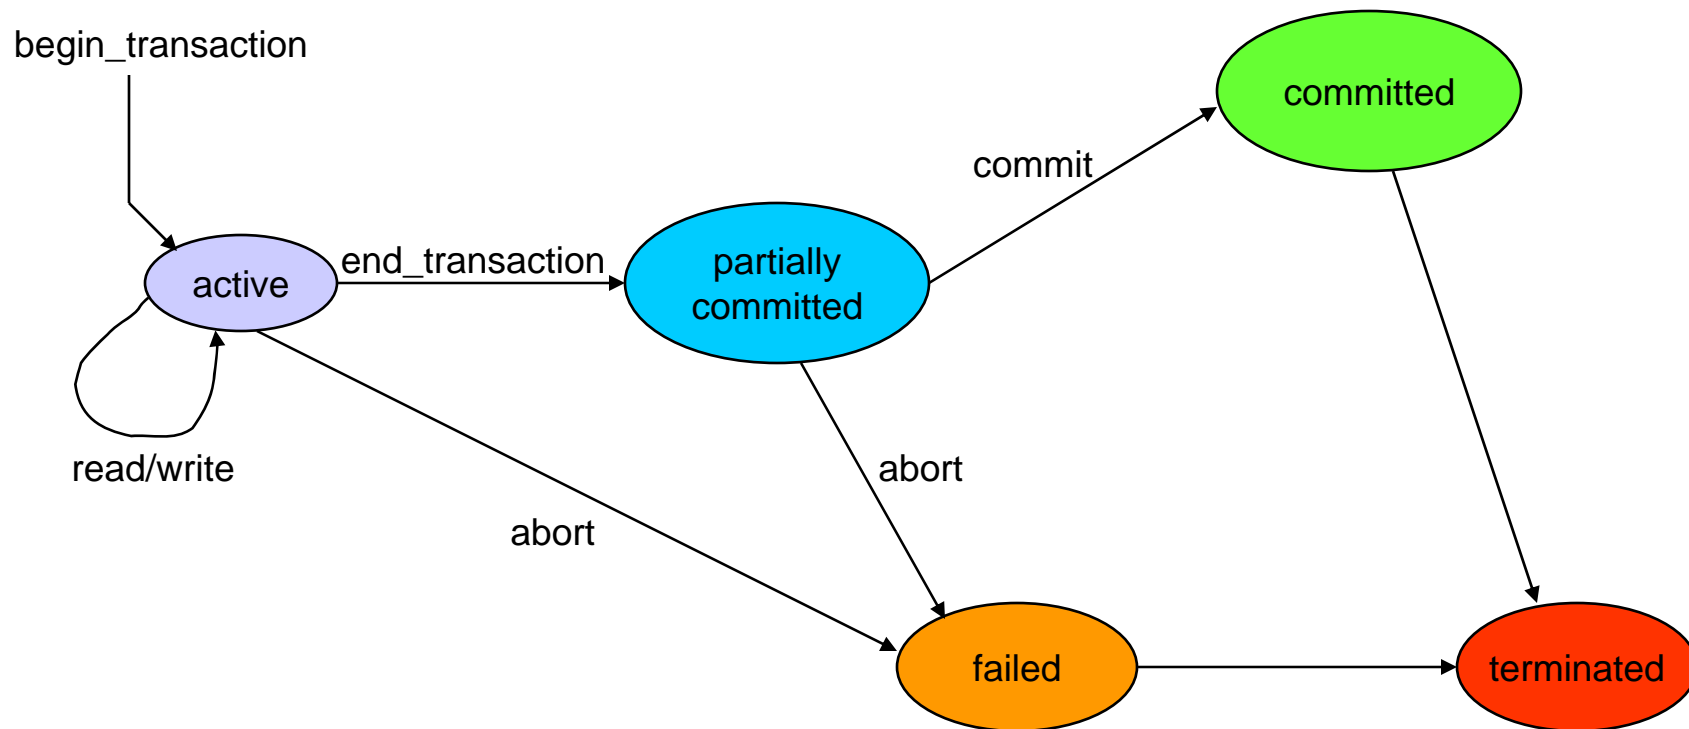 begin_transaction
committed
commit
end_transaction
partially
committed
active
read/write
abort
abort
failed
terminated